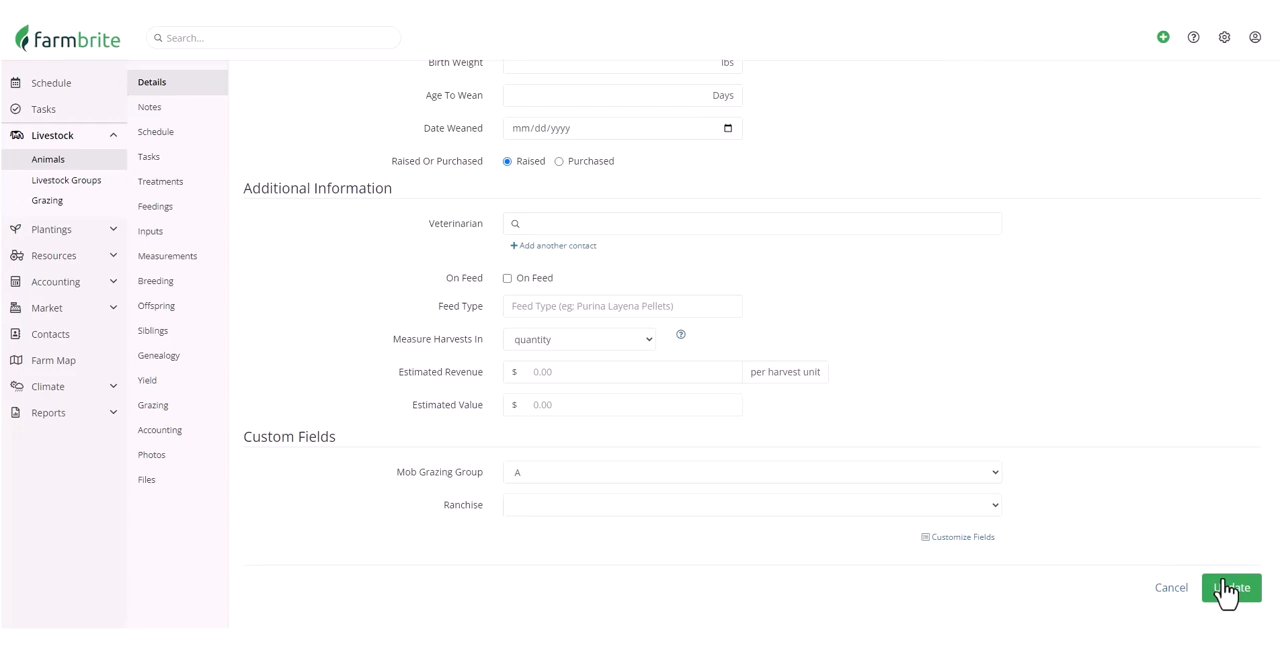 farmbrite
Search...
Schedule
Tasks
Livestock
Animals
Livestock Groups
Grazing
Plantings
Resources
Accounting
Market
Contacts
Farm Map
Climate
Reports
Details
Notes
Schedule
Tasks
Treatments
Feedings
Inputs
Measurements
Breeding
Offspring
Siblings
Genealogy
Yield
Grazing
Accounting
Photos
Files
Birth Weight lbs
Age To Wean Days
Date Weaned mm/dd/yyyy
Raised Or Purchased Raised Purchased
Additional Information
Veterinarian
+ Add another contact
On Feed On Feed
Feed Type Feed Type (eg: Purina Layena Pellets)
Measure Harvests In quantity
Estimated Revenue $ 0.00 per harvest unit
Estimated Value $ 0.00
Custom Fields
Mob Grazing Group A
Ranchise
Customize Fields
Cancel